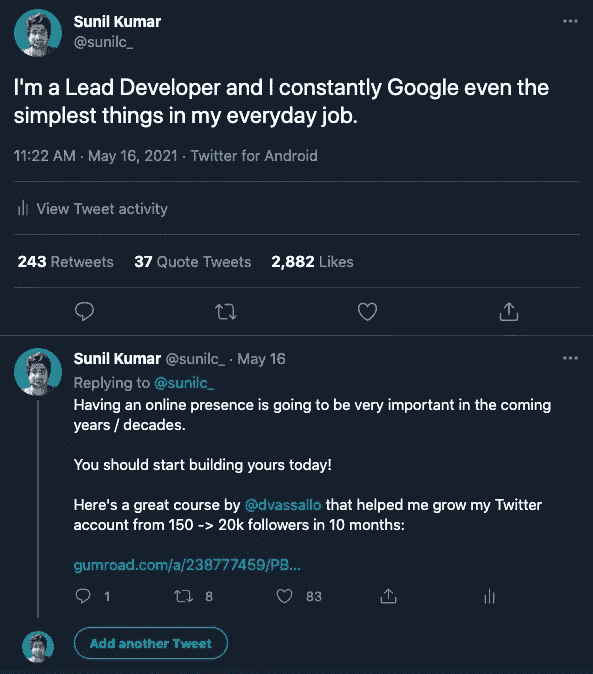 Sunil Kumar
@sunilc_
I'm a Lead Developer and I constantly Google even the
simplest things in my everyday job.
11:22 AM · May 16, 2021 · Twitter for Android
View Tweet activity
243 Retweets 37 Quote Tweets 2,882 Likes
Sunil Kumar @sunilc_ · May 16
Replying to @sunilc_
Having an online presence is going to be very important in the coming
years / decades.
You should start building yours today!
Here's a great course by @dvassallo that helped me grow my Twitter
account from 150 -> 20k followers in 10 months:
gumroad.com/a/238777459/PB...
1 8 83
Add another Tweet